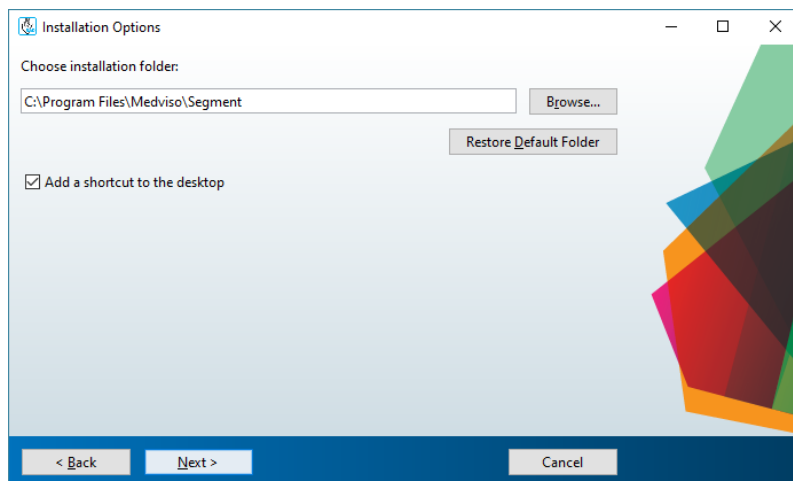 Installation Options
Choose installation folder:
C:\Program Files\Medviso\Segment
Browse...
Restore Default Folder
Add a shortcut to the desktop
< Back
Next >
Cancel